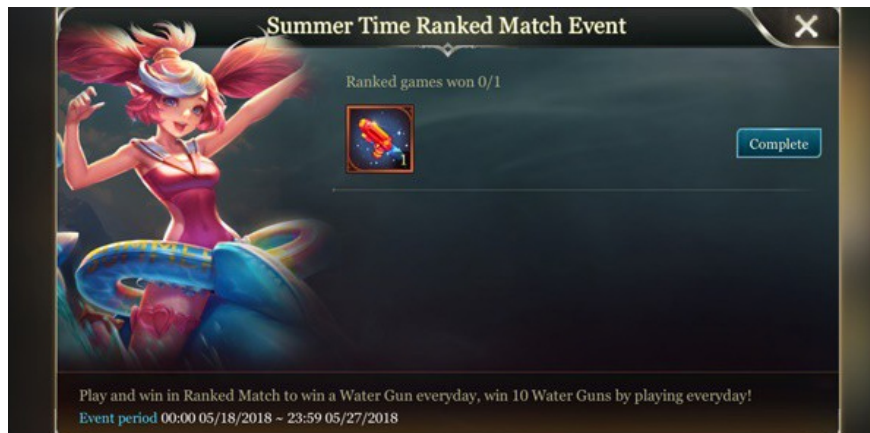 Summer Time Ranked Match Event
Ranked games won 0/1
1
Complete
Play and win in Ranked Match to win a Water Gun everyday, win 10 Water Guns by playing everyday!
Event period 00:00 05/18/2018 ~ 23:59 05/27/2018